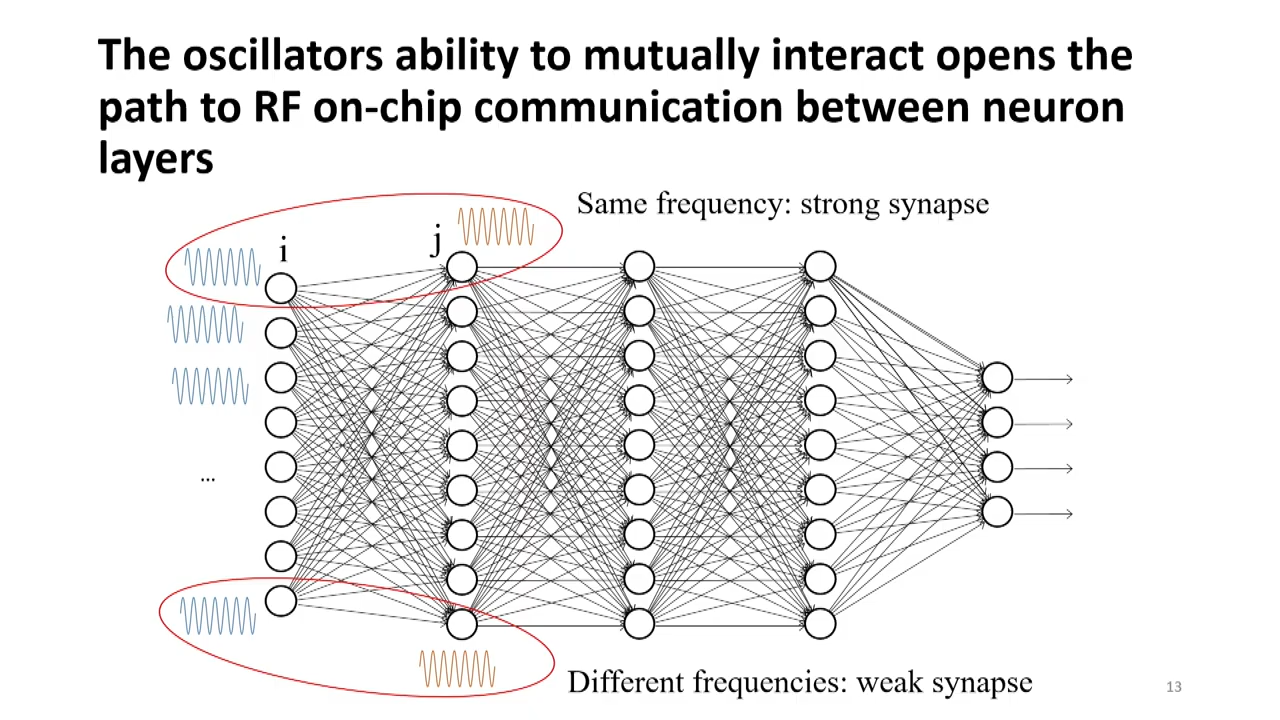 The oscillators ability to mutually interact opens the
path to RF on-chip communication between neuron
layers
Same frequency: strong synapse
i
j
...
Different frequencies: weak synapse
13